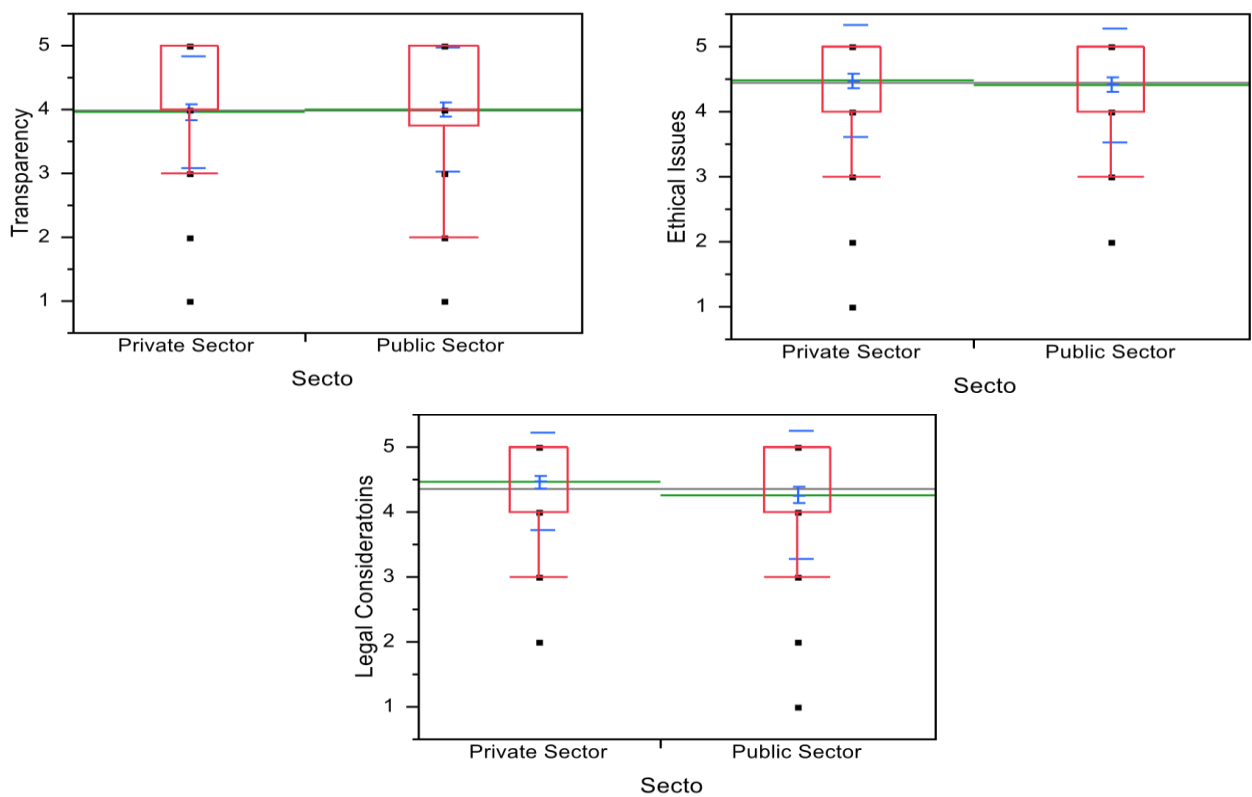 Transparency
5
4
3
2
1
Private Sector Public Sector
Secto
Ethical Issues
5
4
3
2
1
Private Sector Public Sector
Secto
Legal Consideratoins
5
4
3
2
1
Private Sector Public Sector
Secto